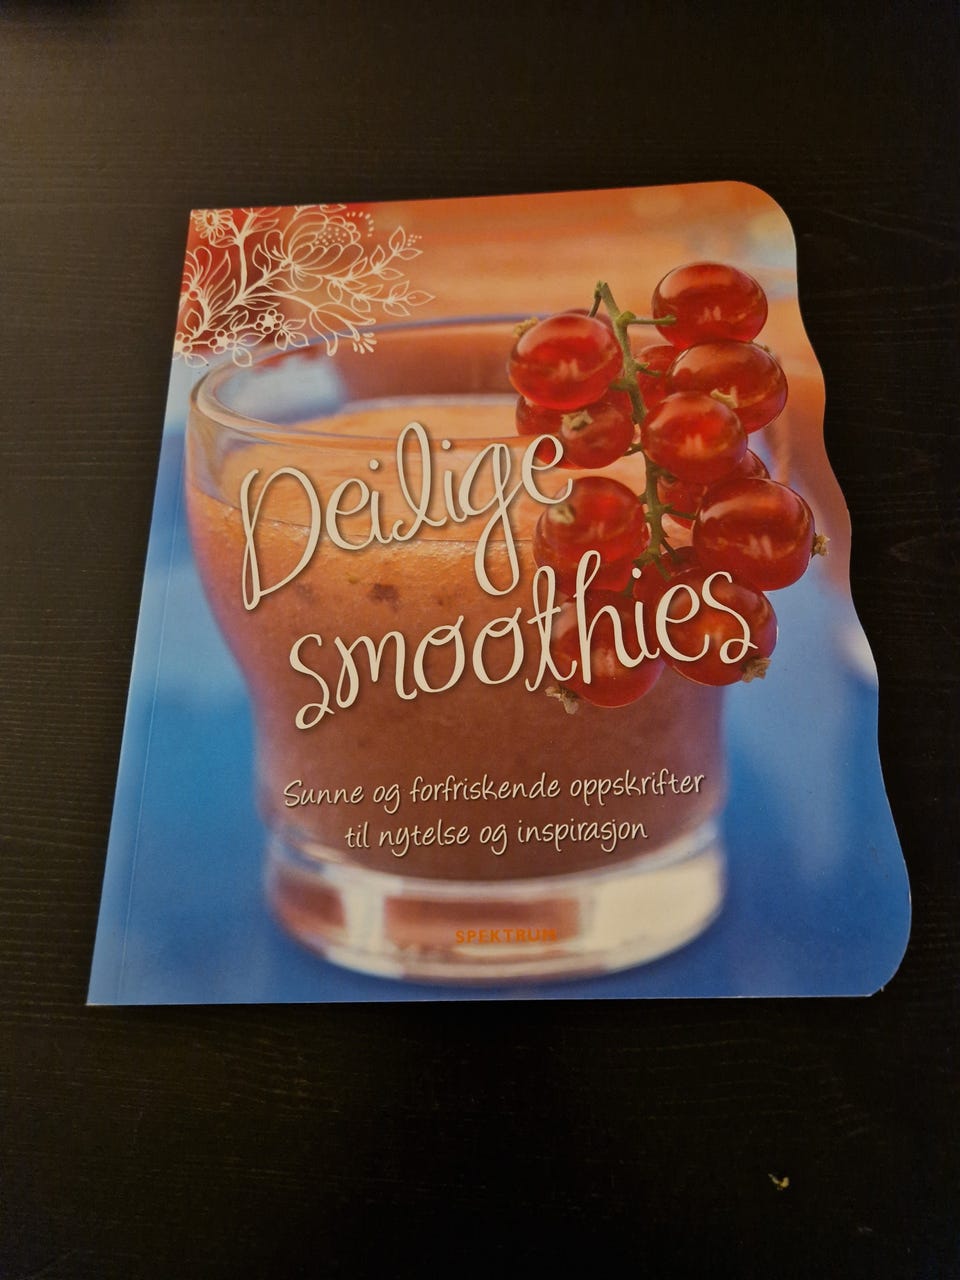 Deilige
smoothies
Sunne og forfriskende oppskrifter
til nytelse og inspirasjon
SPEKTRUM